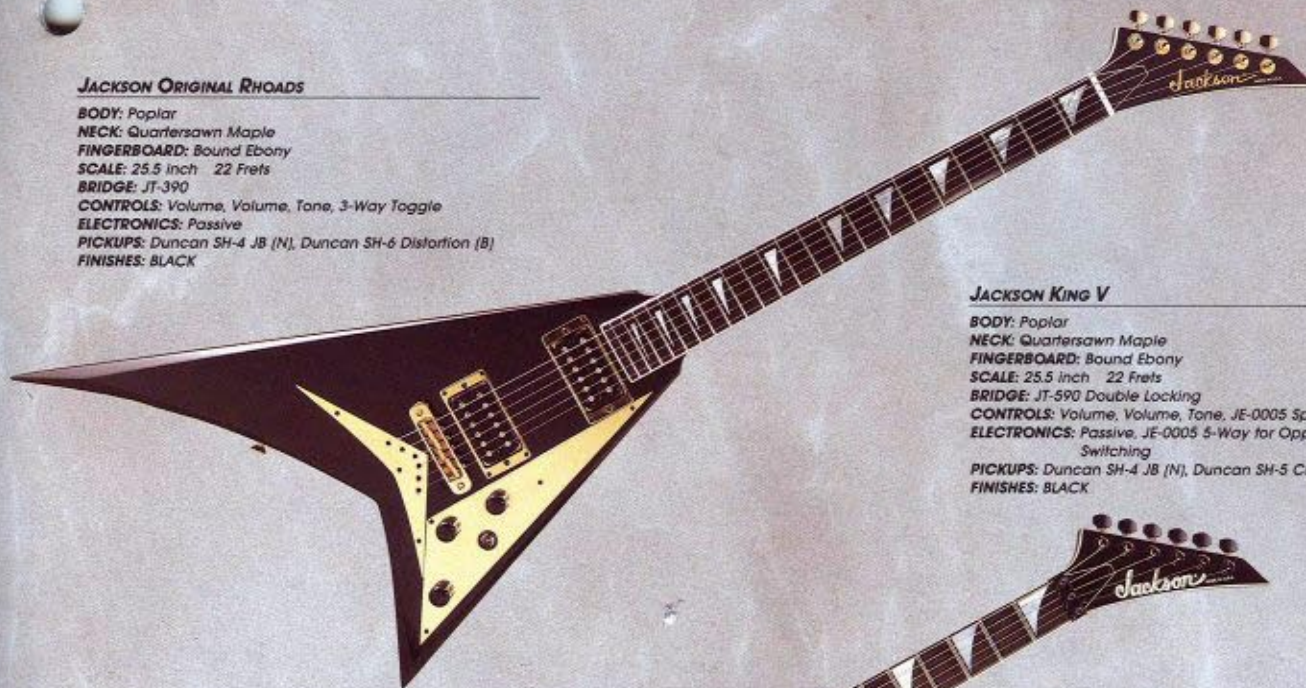 JACKSON ORIGINAL RHOADS
BODY: Poplar
NECK: Quartersawn Maple
FINGERBOARD: Bound Ebony
SCALE: 25.5 inch 22 Frets
BRIDGE: JT-390
CONTROLS: Volume, Volume, Tone, 3-Way Toggle
ELECTRONICS: Passive
PICKUPS: Duncan SH-4 JB (N), Duncan SH-6 Distortion (B)
FINISHES: BLACK
Jackson
JACKSON KING V
BODY: Poplar
NECK: Quartersawn Maple
FINGERBOARD: Bound Ebony
SCALE: 25.5 inch 22 Frets
BRIDGE: JT-590 Double Locking
CONTROLS: Volume, Volume, Tone, JE-0005 Sp
ELECTRONICS: Passive, JE-0005 5-Way for Opp
Switching
PICKUPS: Duncan SH-4 JB (N), Duncan SH-5 C
FINISHES: BLACK
Jackson